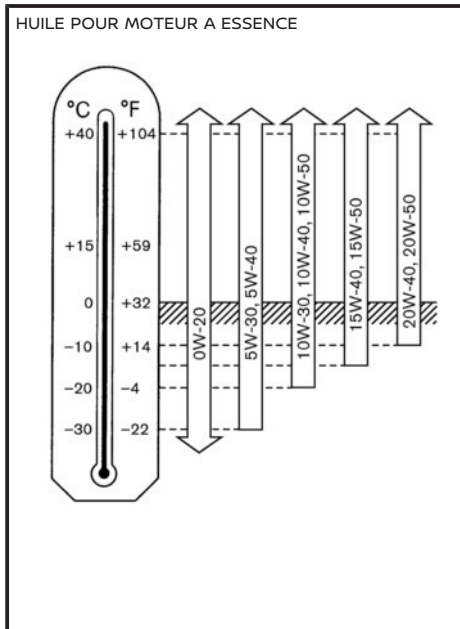 HUILE POUR MOTEUR A ESSENCE
°C °F
+40 +104
+15 +59
0 +32
−10 +14
−20 −4
−30 −22
0W-20
5W-30, 5W-40
10W-30, 10W-40, 10W-50
15W-40, 15W-50
20W-40, 20W-50